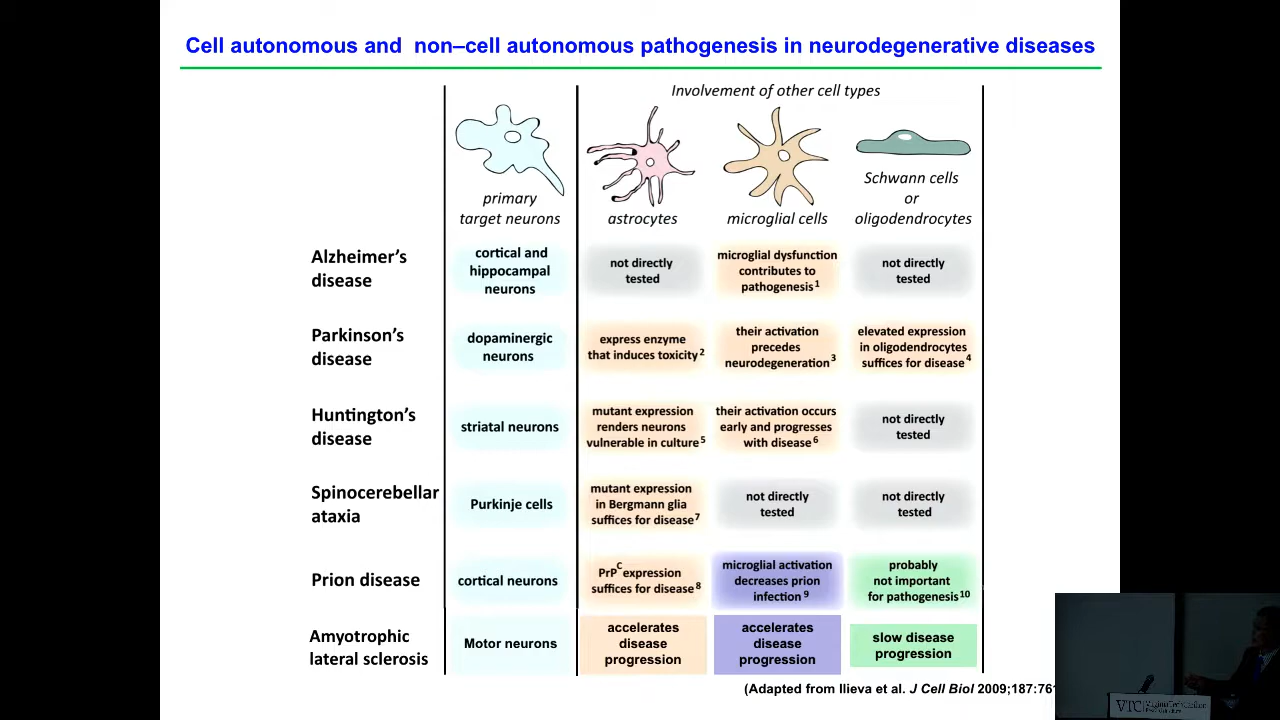 Cell autonomous and non–cell autonomous pathogenesis in neurodegenerative diseases
Involvement of other cell types
primary
target neurons
astrocytes
microglial cells
Schwann cells
or
oligodendrocytes
Alzheimer's
disease
cortical and
hippocampal
neurons
not directly
tested
microglial dysfunction
contributes to
pathogenesis1
not directly
tested
Parkinson's
disease
dopaminergic
neurons
express enzyme
that induces toxicity2
their activation
precedes
neurodegeneration3
elevated expression
in oligodendrocytes
suffices for disease4
Huntington's
disease
striatal neurons
mutant expression
renders neurons
vulnerable in culture5
their activation occurs
early and progresses
with disease6
not directly
tested
Spinocerebellar
ataxia
Purkinje cells
mutant expression
in Bergmann glia
suffices for disease7
not directly
tested
not directly
tested
Prion disease
cortical neurons
PrPC expression
suffices for disease8
microglial activation
decreases prion
infection9
probably
not important
for pathogenesis10
Amyotrophic
lateral sclerosis
Motor neurons
accelerates
disease
progression
accelerates
disease
progression
slow disease
progression
(Adapted from Ilieva et al. J Cell Biol 2009;187:761
VTC